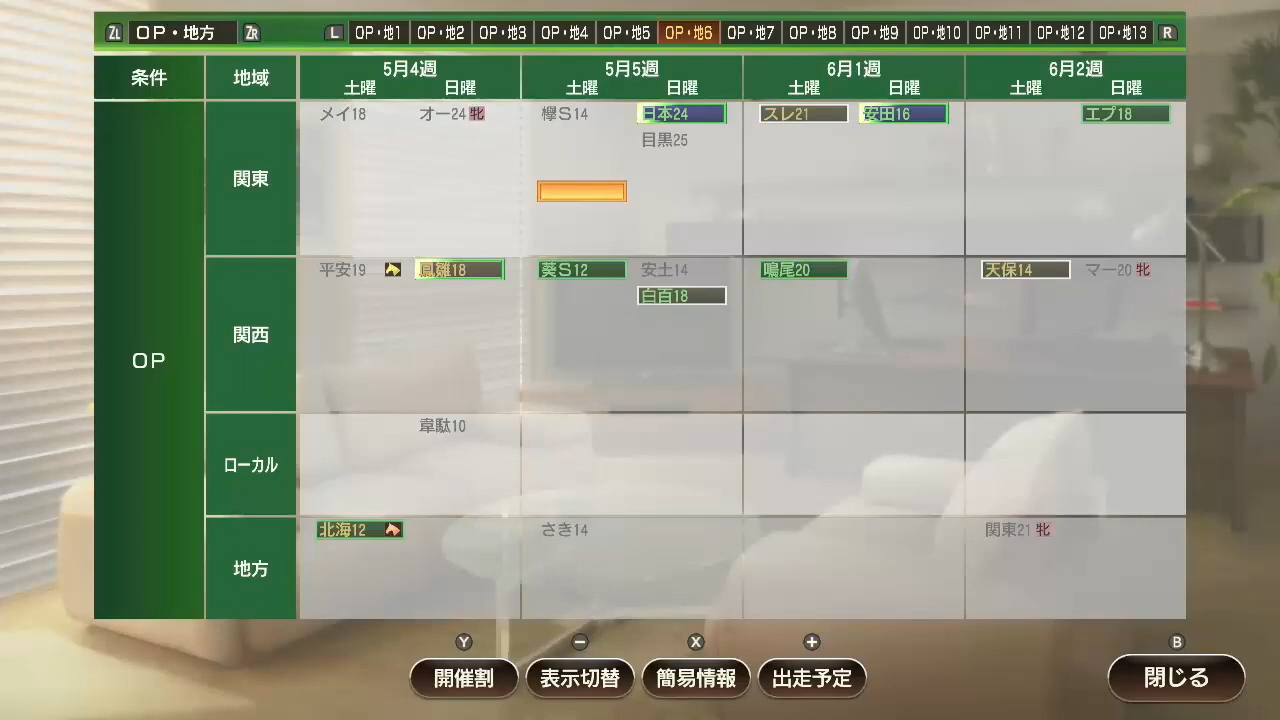 ZL OP・地方 ZR L OP・地1 OP・地2 OP・地3 OP・地4 OP・地5 OP・地6 OP・地7 OP・地8 OP・地9 OP・地10 OP・地11 OP・地12 OP・地13 R
条件 地域 5月4週 5月5週 6月1週 6月2週
土曜 日曜 土曜 日曜 土曜 日曜 土曜 日曜
関東 メイ18 オー24 牝 欅S14 日本24 スレ21 安田16 エプ18
目黒25
OP
関西 平安19 鳳雛18 葵S12 安土14 鳴尾20 天保14 マー20 牝
白百18
ローカル 韋駄10
地方 北海12 さき14 関東21 牝
Y － X ＋ B
開催割 表示切替 簡易情報 出走予定 閉じる